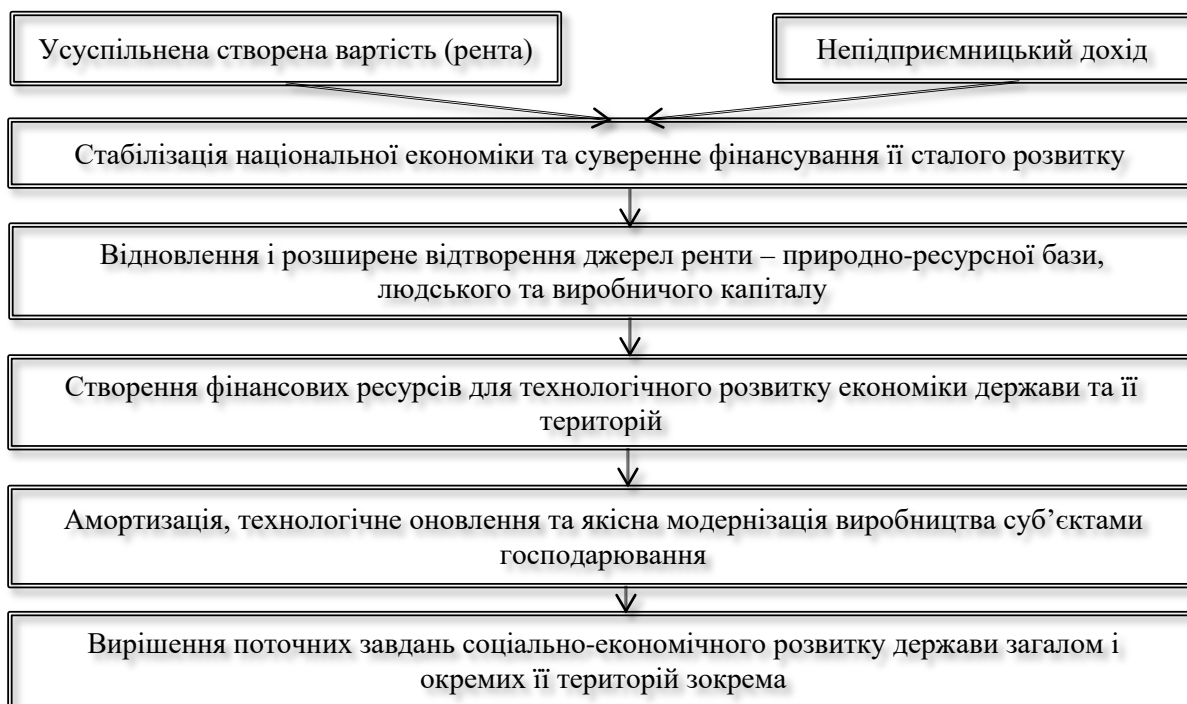 Усуспільнена створена вартість (рента)
Непідприємницький дохід
Стабілізація національної економіки та суверенне фінансування її сталого розвитку
Відновлення і розширене відтворення джерел ренти – природно-ресурсної бази,
людського та виробничого капіталу
Створення фінансових ресурсів для технологічного розвитку економіки держави та її
територій
Амортизація, технологічне оновлення та якісна модернізація виробництва суб’єктами
господарювання
Вирішення поточних завдань соціально-економічного розвитку держави загалом і
окремих її територій зокрема